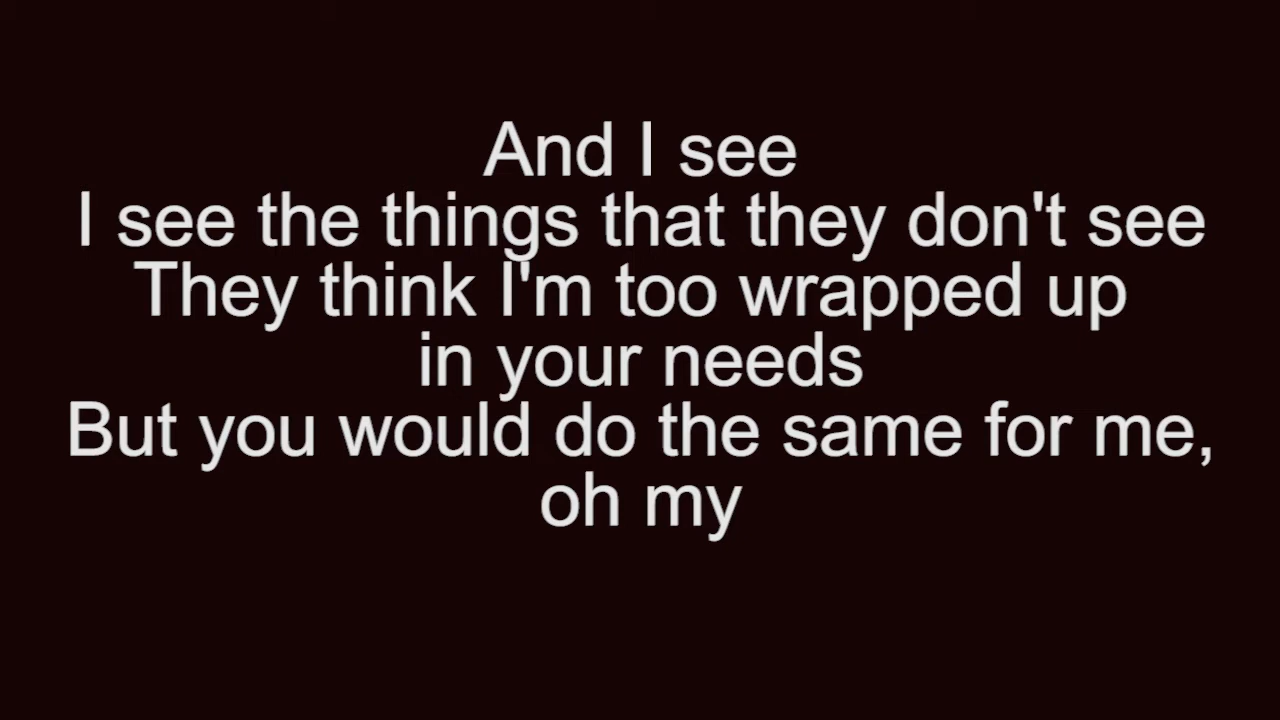 And I see
I see the things that they don't see
They think I'm too wrapped up
in your needs
But you would do the same for me,
oh my